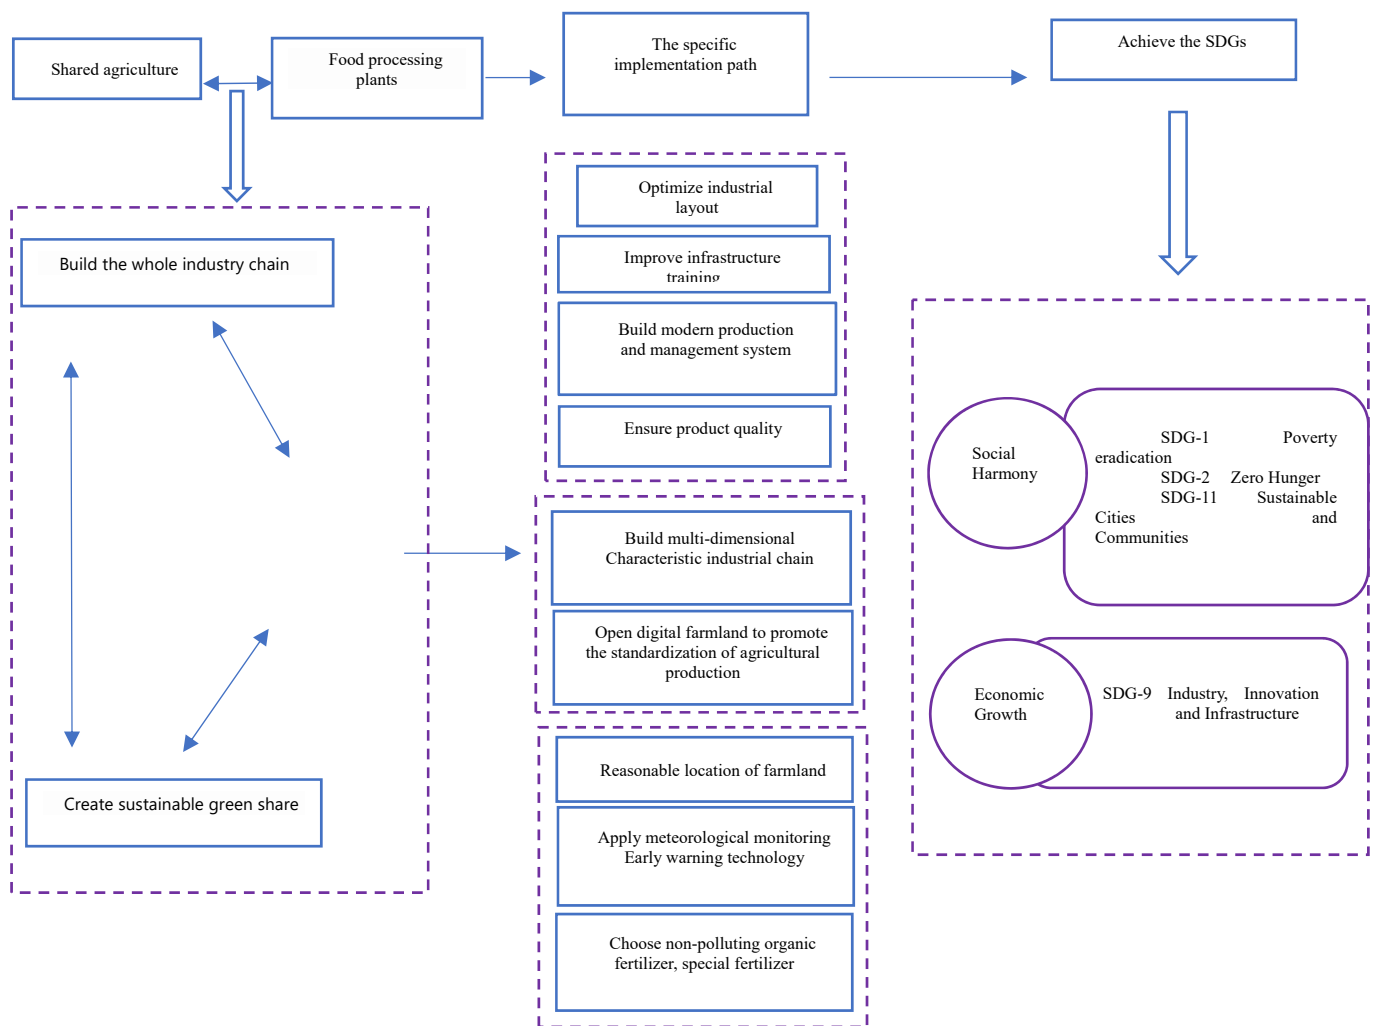 Shared agriculture
Food processing
plants
The specific
implementation path
Achieve the SDGs
Build the whole industry chain
Create sustainable green share
Optimize industrial
layout
Improve infrastructure
training
Build modern production
and management system
Ensure product quality
Build multi-dimensional
Characteristic industrial chain
Open digital farmland to promote
the standardization of agricultural
production
Reasonable location of farmland
Apply meteorological monitoring
Early warning technology
Choose non-polluting organic
fertilizer, special fertilizer
Social
Harmony
SDG-1 Poverty
eradication
SDG-2 Zero Hunger
SDG-11 Sustainable
Cities and
Communities
Economic
Growth
SDG-9 Industry, Innovation
and Infrastructure